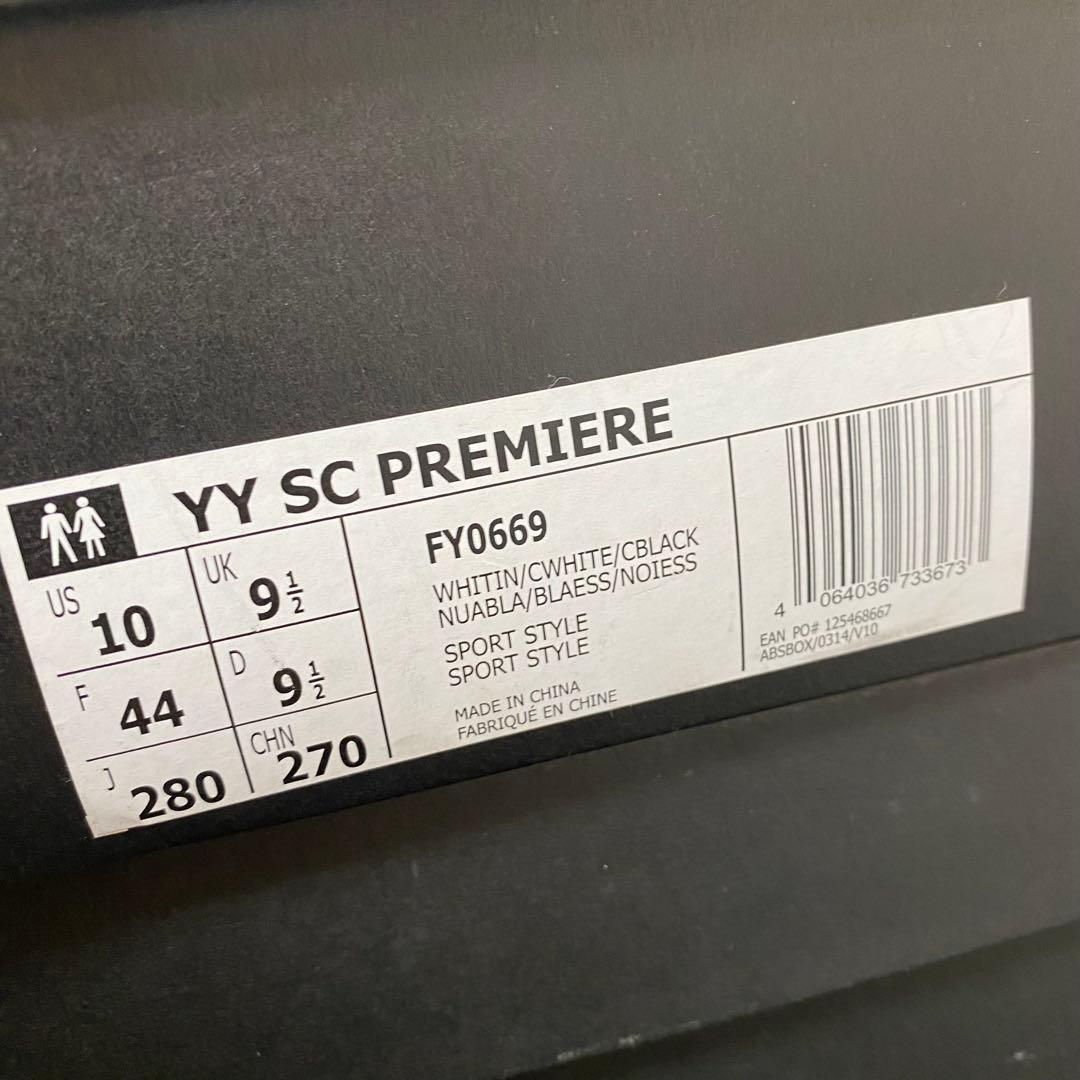 YY SC PREMIERE
US 10
UK 9 1/2
F 44
D 9 1/2
J 280
CHN 270
FY0669
WHITIN/CWHITE/CBLACK
NUABLA/BLAESS/NOIESS
SPORT STYLE
SPORT STYLE
MADE IN CHINA
FABRIQUÉ EN CHINE
4 064036 733673
EAN PO# 125468667
ABSBOX/0314/V10